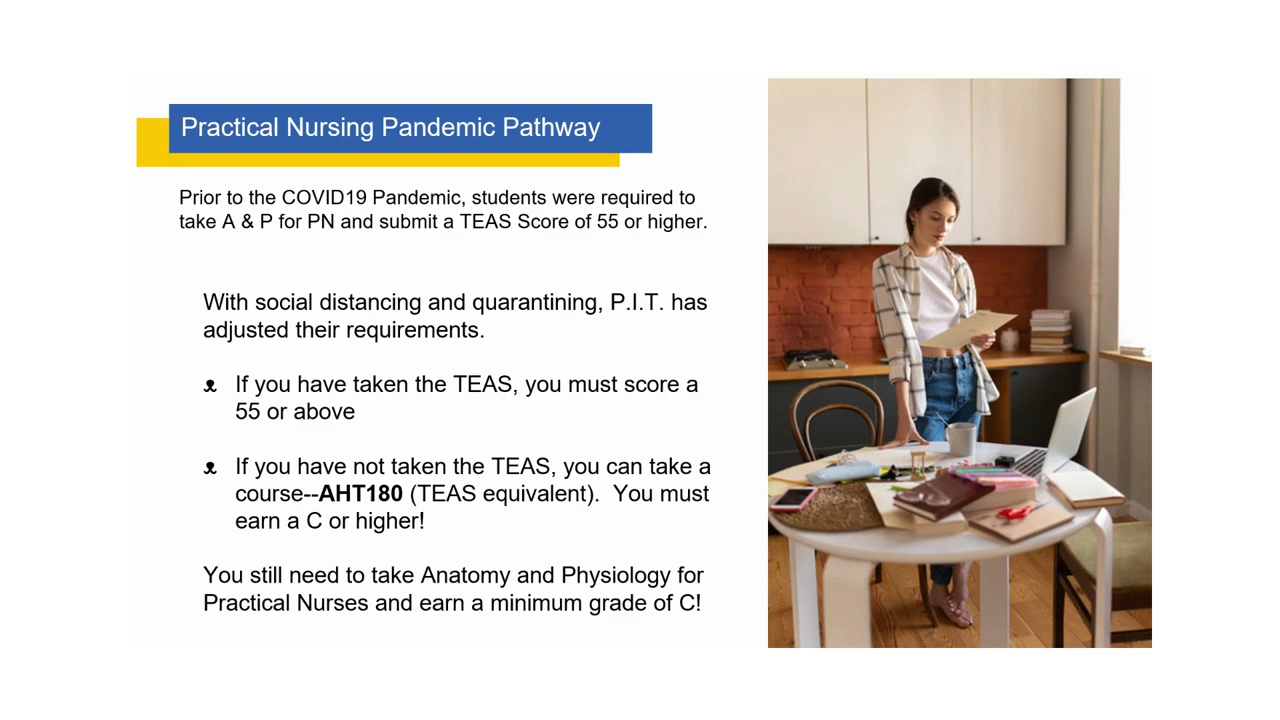 Practical Nursing Pandemic Pathway
Prior to the COVID19 Pandemic, students were required to
take A & P for PN and submit a TEAS Score of 55 or higher.
With social distancing and quarantining, P.I.T. has
adjusted their requirements.
If you have taken the TEAS, you must score a
55 or above
If you have not taken the TEAS, you can take a
course--AHT180 (TEAS equivalent).  You must
earn a C or higher!
You still need to take Anatomy and Physiology for
Practical Nurses and earn a minimum grade of C!